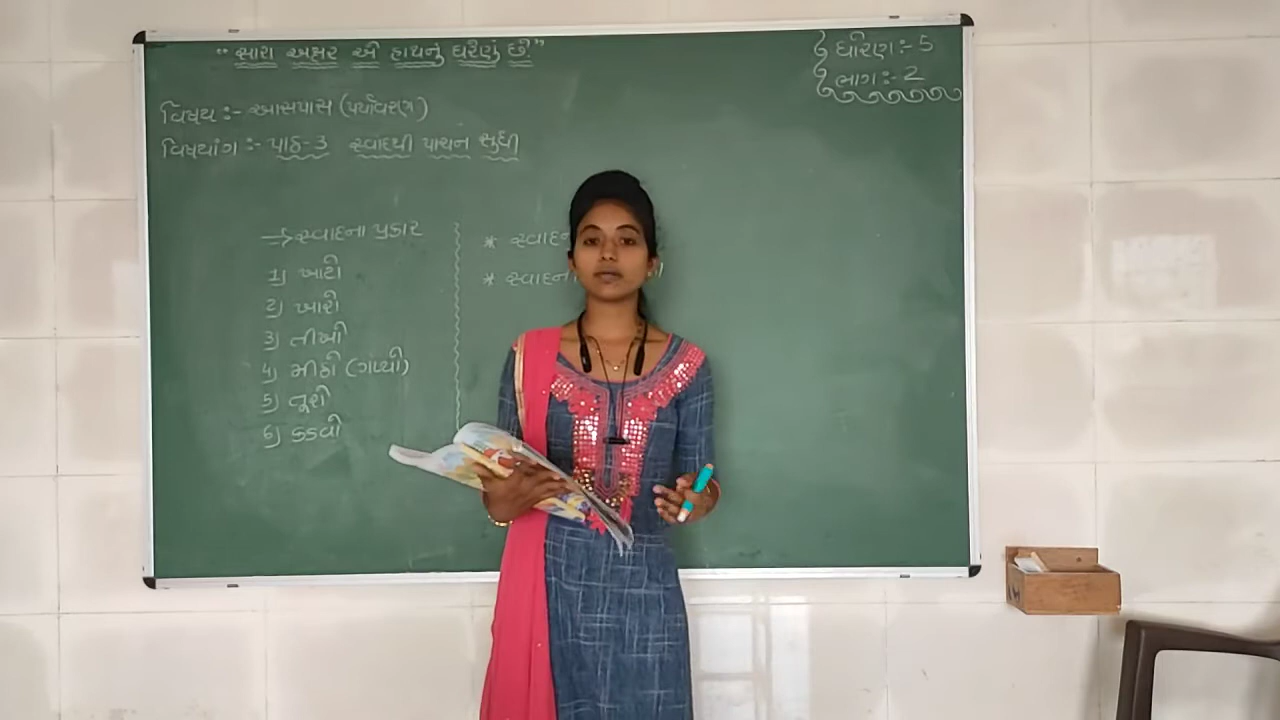 “સારા અક્ષર એ હાથનું ઘરેણું છે.”
ધોરણ :- 5
ભાગ :- 2
વિષય :- આસપાસ (પર્યાવરણ)
વિષયાંગ :- પાઠ-3 સ્વાદથી પાચન સુધી
→ સ્વાદના પ્રકાર
1) ખાટો
2) ખારો
3) તીખો
4) મીઠો (ગળ્યો)
5) તૂરો
6) કડવો
*
*